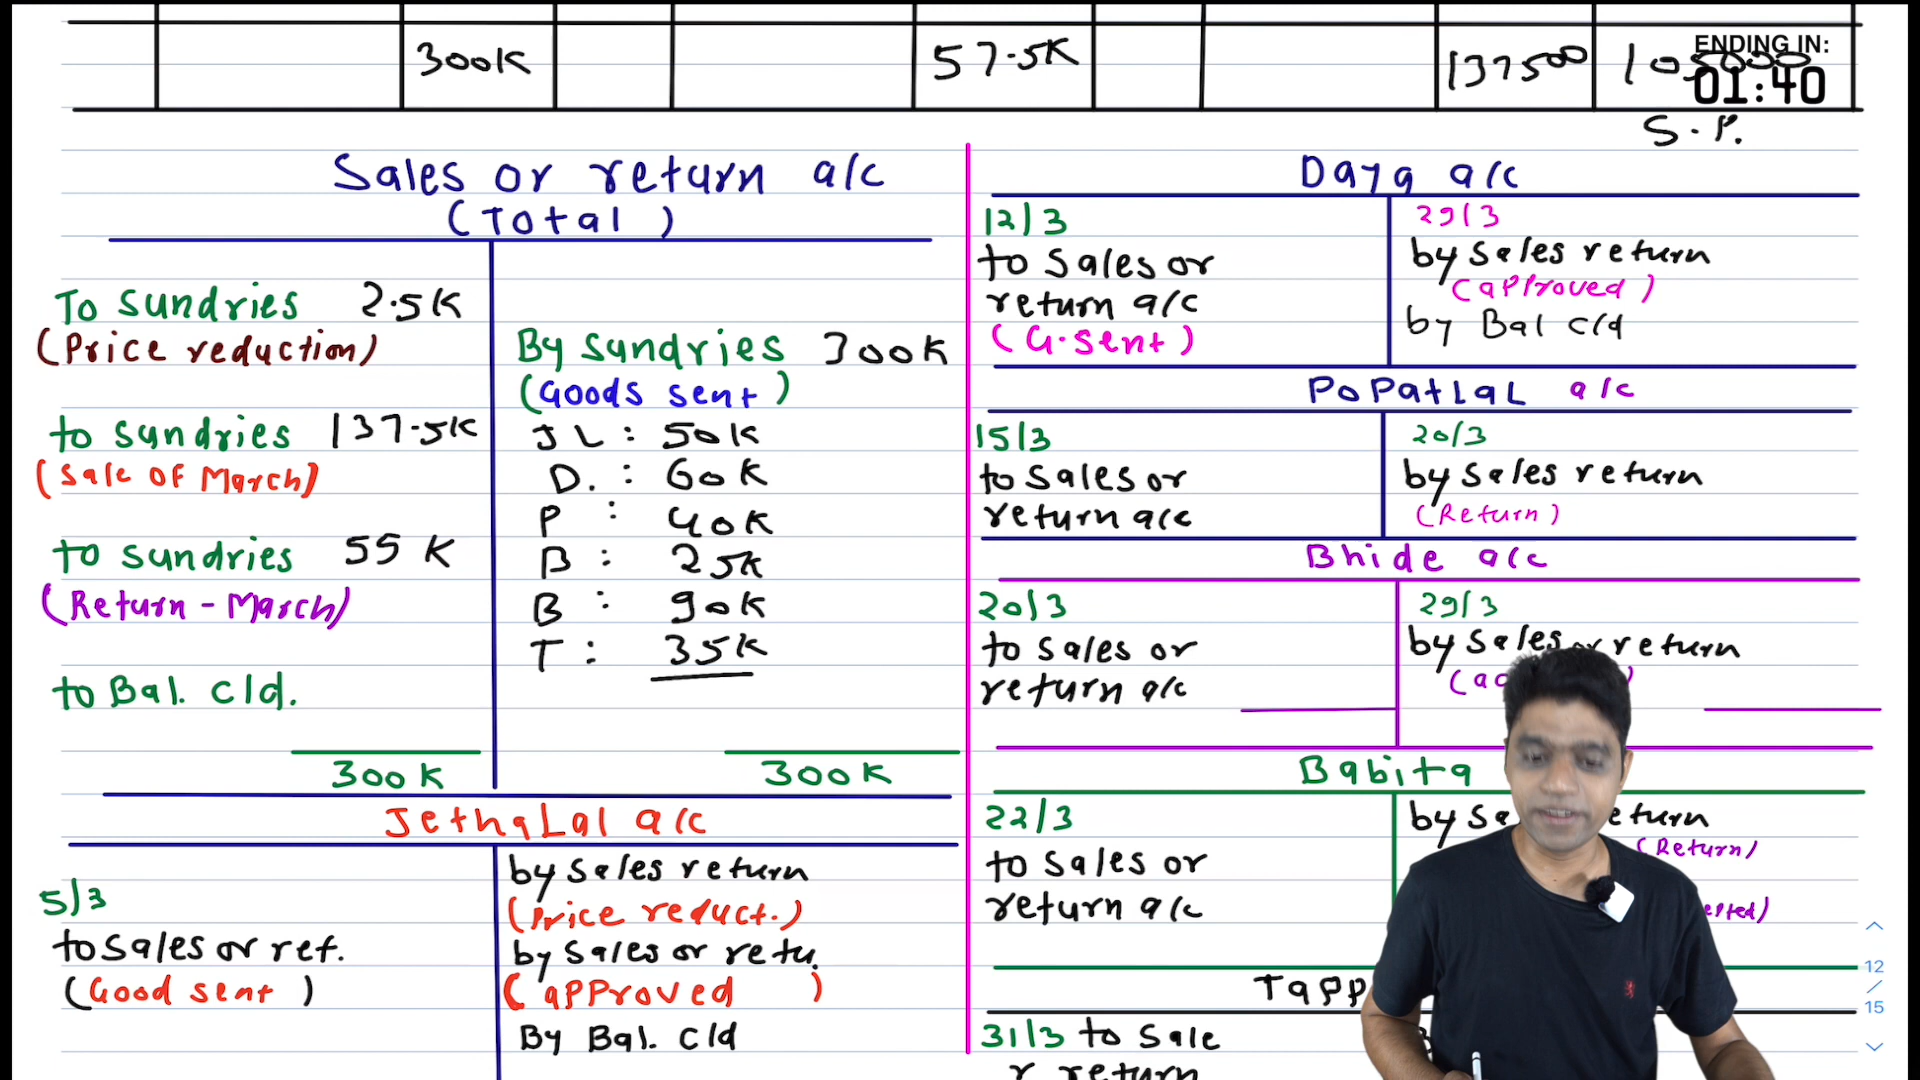 300K 57.5K 137500
ENDING IN:
01:40
S.P.
Sales or return a/c
(Total)
To sundries 2.5K
(Price reduction)
to sundries 137.5K
(Sale OF March)
to sundries 55 K
(Return - March)
to Bal. c/d.
300K
By sundries 300K
(Goods sent)
JL : 50K
D. : 60K
P : 40K
B : 25K
B : 90K
T : 35K
300K
JethaLal a/c
5/3
to sales or ret.
(Good sent)
by Sales return
(Price reduct.)
by Sales or retu.
(approved)
By Bal. c/d
Daya a/c
12/3
to Sales or
return a/c
(G.sent)
29/3
by Sales return
(approved)
by Bal c/d
PoPatLaL a/c
15/3
to Sales or
return a/c
20/3
by Sales return
(Return)
Bhide a/c
20/3
to Sales or
return a/c
29/3
by Sales or return
Babita
22/3
to Sales or
return a/c
by
(Return)
31/3 to Sale
r return
12
/
15